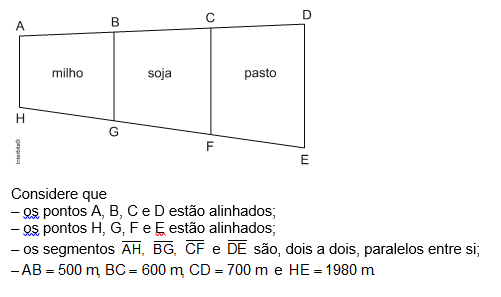 D
C
B
A
milho soja pasto
H
G
F
E
Interbits®
Considere que
– os pontos A, B, C e D estão alinhados;
– os pontos H, G, F e E estão alinhados;
– os segmentos AH, BG, CF e DE são, dois a dois, paralelos entre si;
– AB = 500 m, BC = 600 m, CD = 700 m e HE = 1980 m.